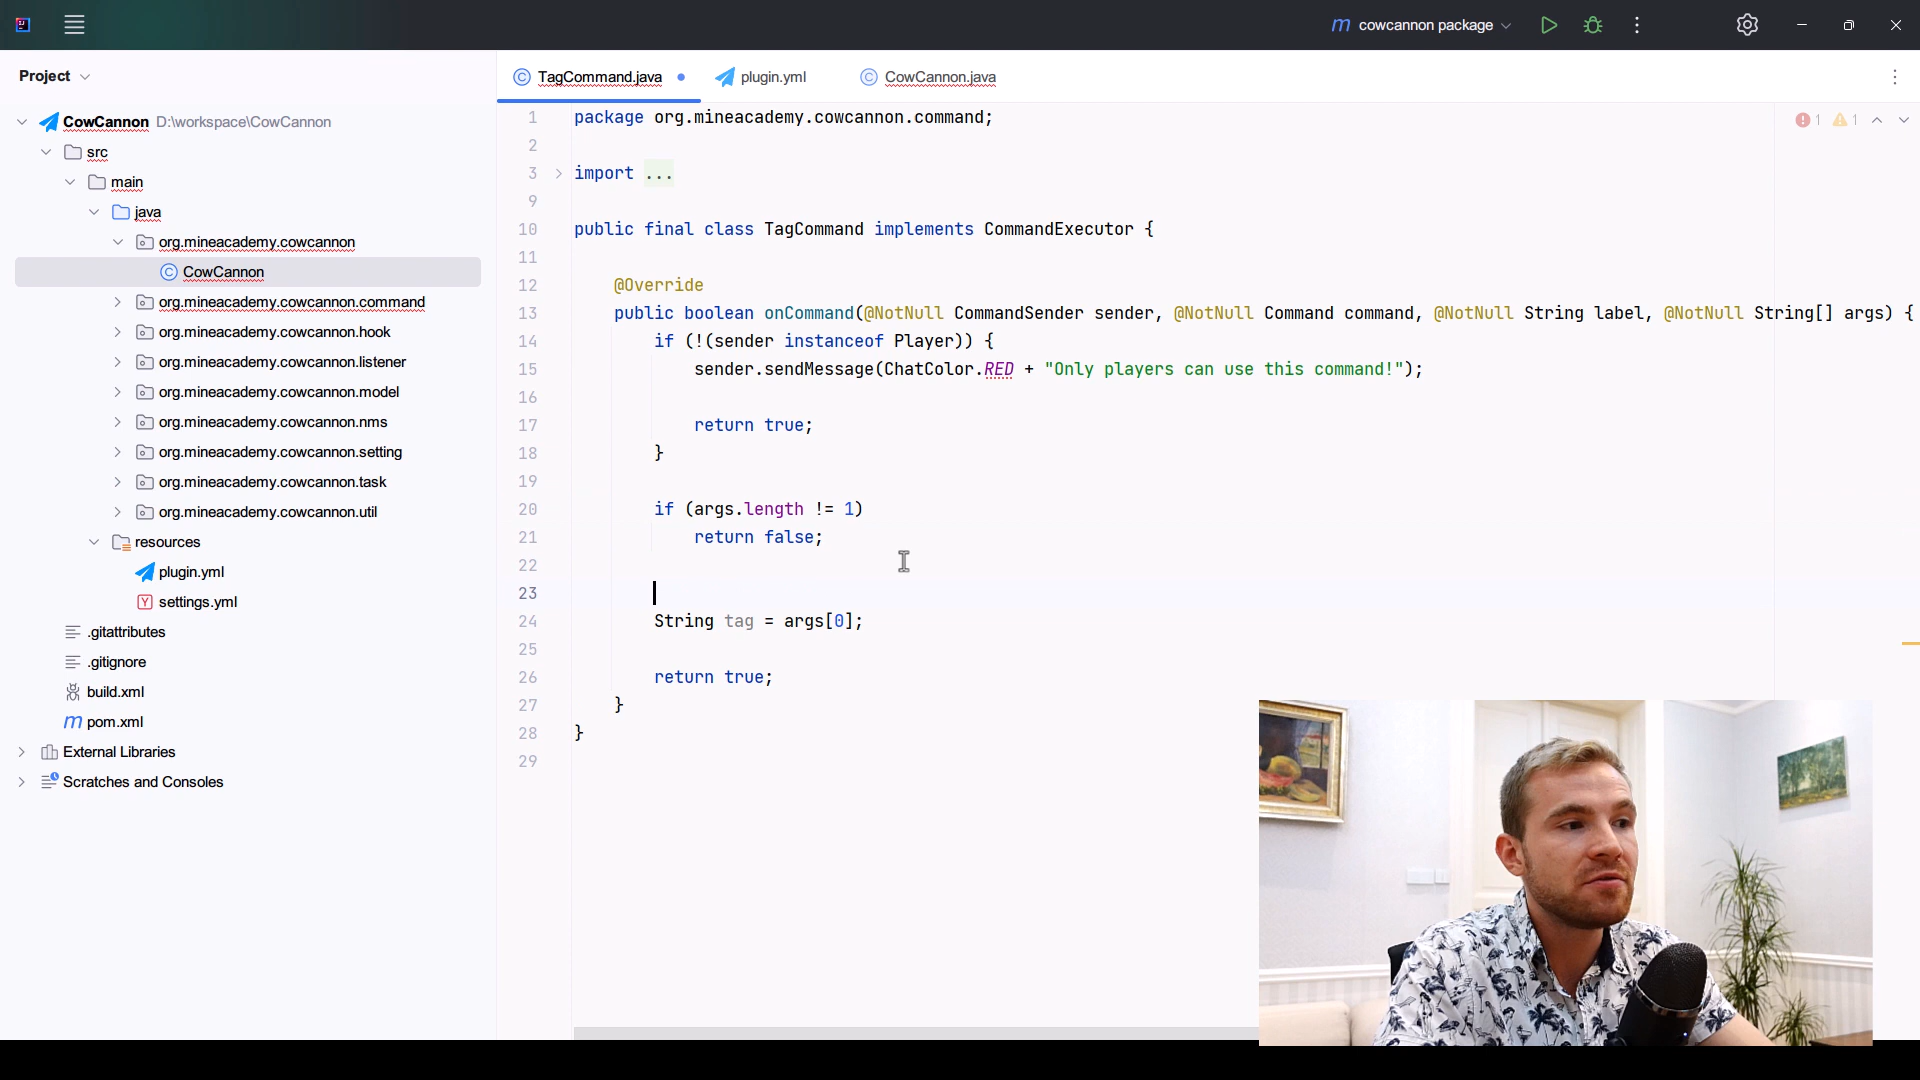 cowcannon package
Project
TagCommand.java
plugin.yml
CowCannon.java
CowCannon D:\workspace\CowCannon
src
main
java
org.mineacademy.cowcannon
CowCannon
org.mineacademy.cowcannon.command
org.mineacademy.cowcannon.hook
org.mineacademy.cowcannon.listener
org.mineacademy.cowcannon.model
org.mineacademy.cowcannon.nms
org.mineacademy.cowcannon.setting
org.mineacademy.cowcannon.task
org.mineacademy.cowcannon.util
resources
plugin.yml
settings.yml
.gitattributes
.gitignore
build.xml
pom.xml
External Libraries
Scratches and Consoles
1 package org.mineacademy.cowcannon.command;
2
3 import ...
9
10 public final class TagCommand implements CommandExecutor {
11
12 @Override
13 public boolean onCommand(@NotNull CommandSender sender, @NotNull Command command, @NotNull String label, @NotNull String[] args) {
14 if (!(sender instanceof Player)) {
15 sender.sendMessage(ChatColor.RED + "Only players can use this command!");
16
17 return true;
18 }
19
20 if (args.length != 1)
21 return false;
22
23
24 String tag = args[0];
25
26 return true;
27 }
28 }
29
1 1